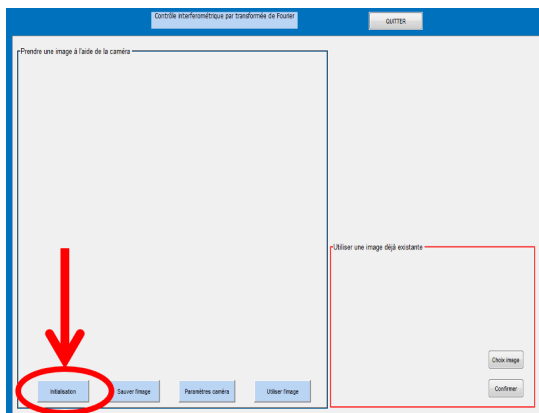 Contrôle interferométrique par transformée de Fourier
QUITTER
Prendre une image à l'aide de la caméra
Utiliser une image déjà existante
Choix image
Initialisation
Sauver l'image
Paramètres caméra
Utiliser l'image
Confirmer